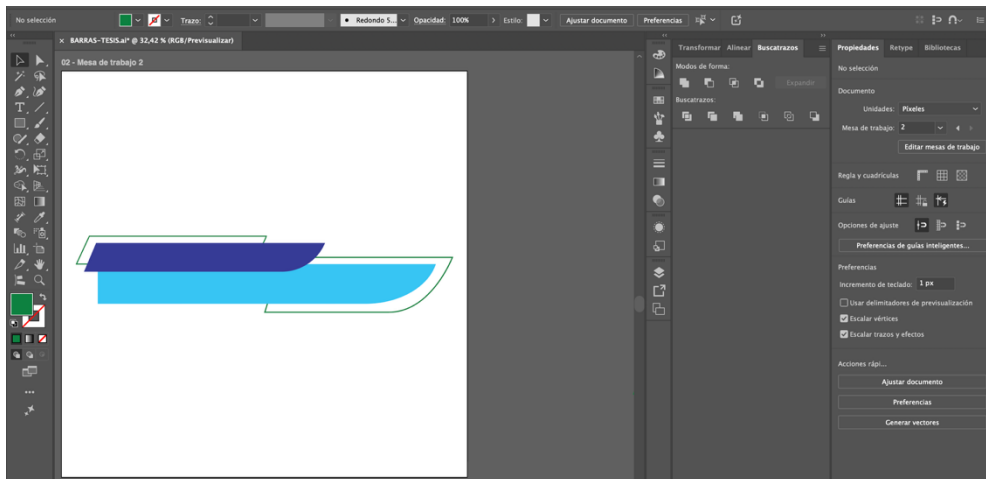 No selección
Trazo:
Redondo S...
Opacidad: 100%
Estilo:
Ajustar documento
Preferencias
× BARRAS-TESIS.ai* @ 32,42 % (RGB/Previsualizar)
02 - Mesa de trabajo 2
Transformar Alinear Buscatrazos
Modos de forma:
Expandir
Buscatrazos:
Propiedades Retype Bibliotecas
No selección
Documento
Unidades: Píxeles
Mesa de trabajo: 2
Editar mesas de trabajo
Regla y cuadrículas
Guías
Opciones de ajuste
Preferencias de guías inteligentes...
Preferencias
Incremento de teclado: 1 px
Usar delimitadores de previsualización
Escalar vértices
Escalar trazos y efectos
Acciones rápi...
Ajustar documento
Preferencias
Generar vectores